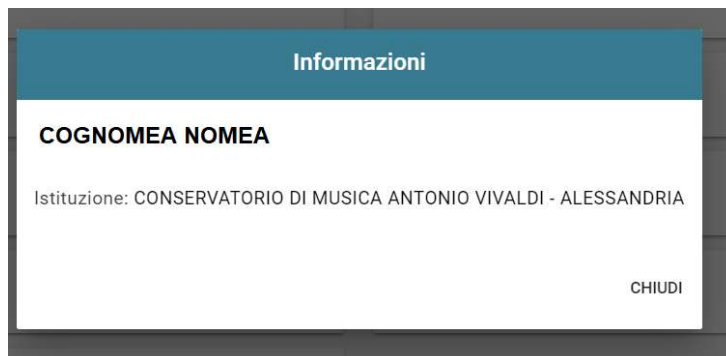 Informazioni
COGNOMEA NOMEA
Istituzione: CONSERVATORIO DI MUSICA ANTONIO VIVALDI - ALESSANDRIA
CHIUDI